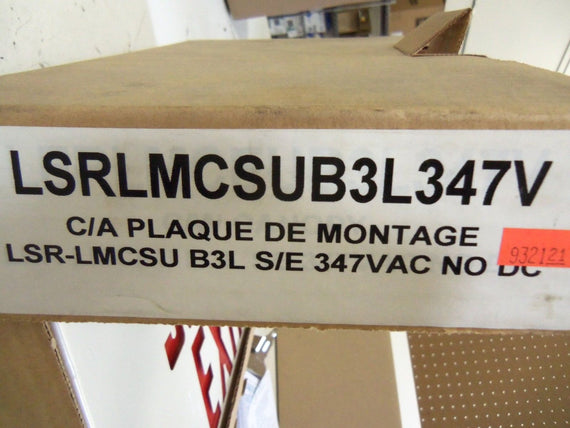 LSRLMCSUB3L347V
C/A PLAQUE DE MONTAGE
LSR-LMCSU B3L S/E 347VAC NO DC
932121